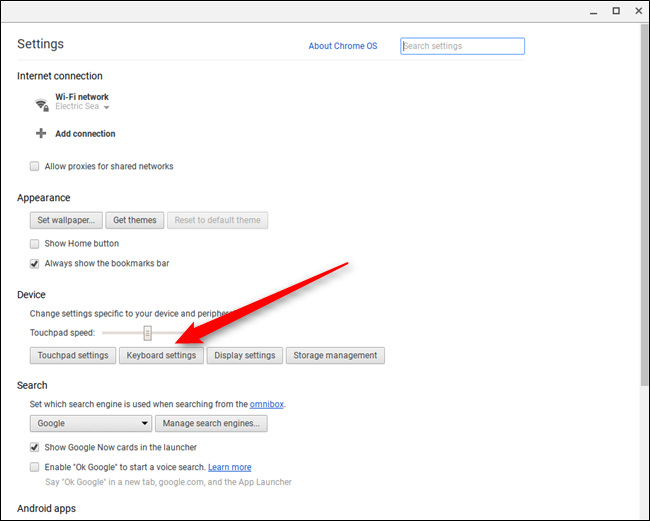 Settings
About Chrome OS
Search settings
Internet connection
Wi-Fi network
Electric Sea
Add connection
Allow proxies for shared networks
Appearance
Set wallpaper... Get themes Reset to default theme
Show Home button
Always show the bookmarks bar
Device
Change settings specific to your device and periphe
Touchpad speed:
Touchpad settings Keyboard settings Display settings Storage management
Search
Set which search engine is used when searching from the omnibox.
Google Manage search engines...
Show Google Now cards in the launcher
Enable "Ok Google" to start a voice search. Learn more
Say "Ok Google" in a new tab, google.com, and the App Launcher
Android apps